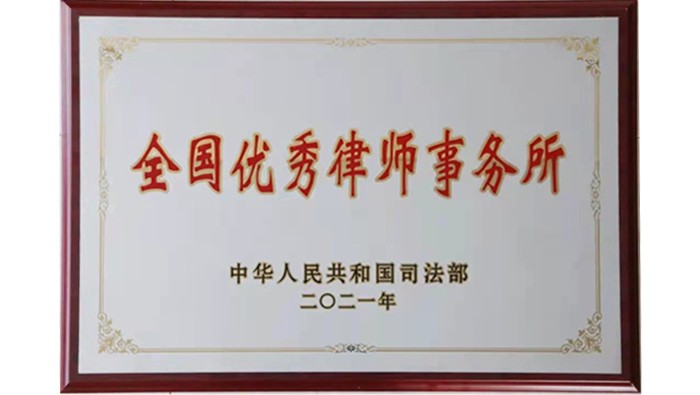 全国优秀律师事务所
中华人民共和国司法部
二〇二一年